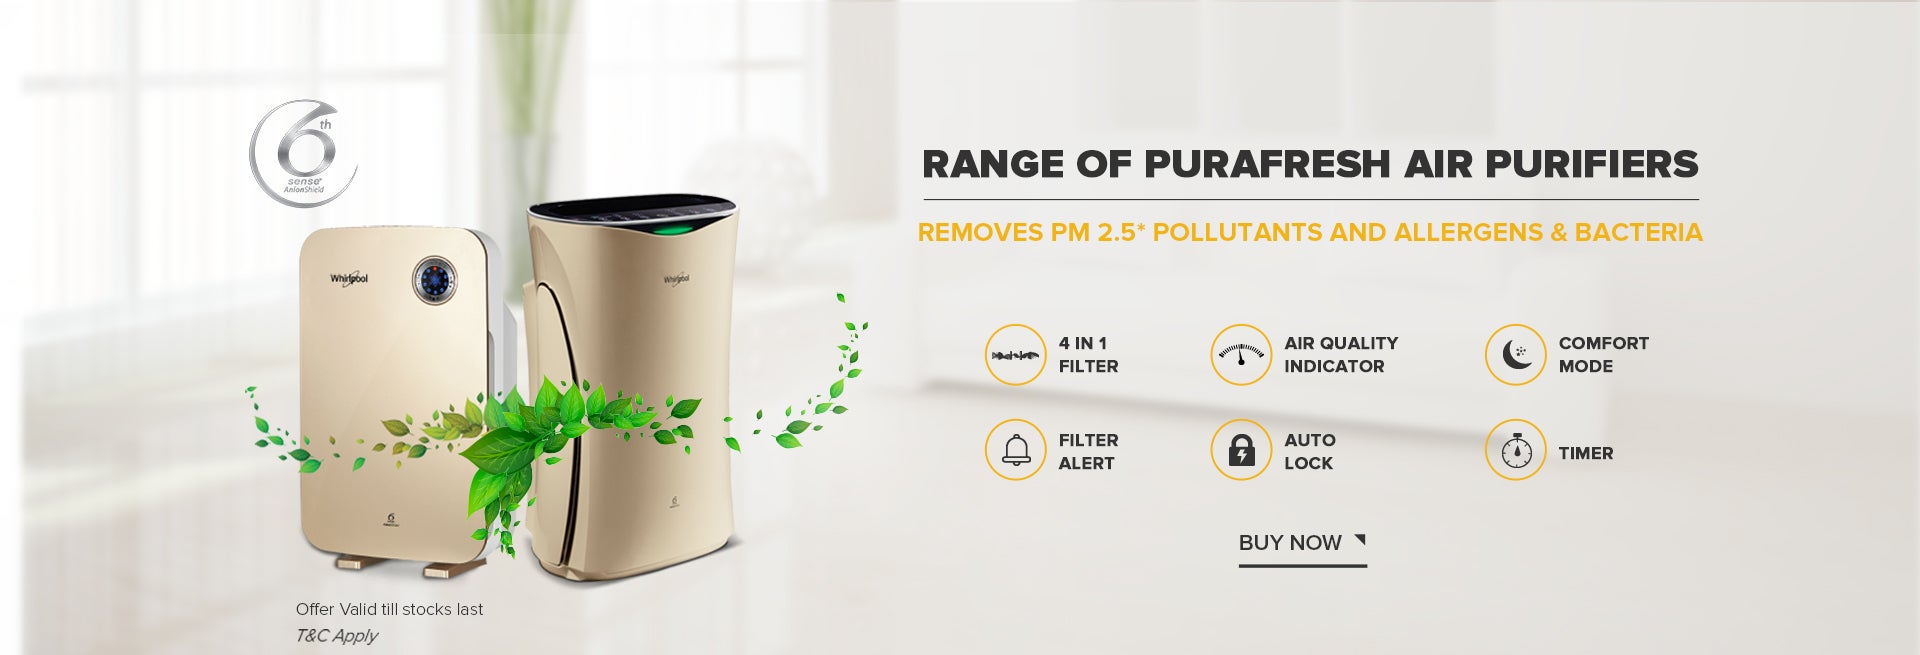 6th
sense®
AnionShield
Whirlpool
Whirlpool
6
RANGE OF PURAFRESH AIR PURIFIERS
REMOVES PM 2.5* POLLUTANTS AND ALLERGENS & BACTERIA
4 IN 1
FILTER
AIR QUALITY
INDICATOR
COMFORT
MODE
FILTER
ALERT
AUTO
LOCK
TIMER
BUY NOW
Offer Valid till stocks last
T&C Apply